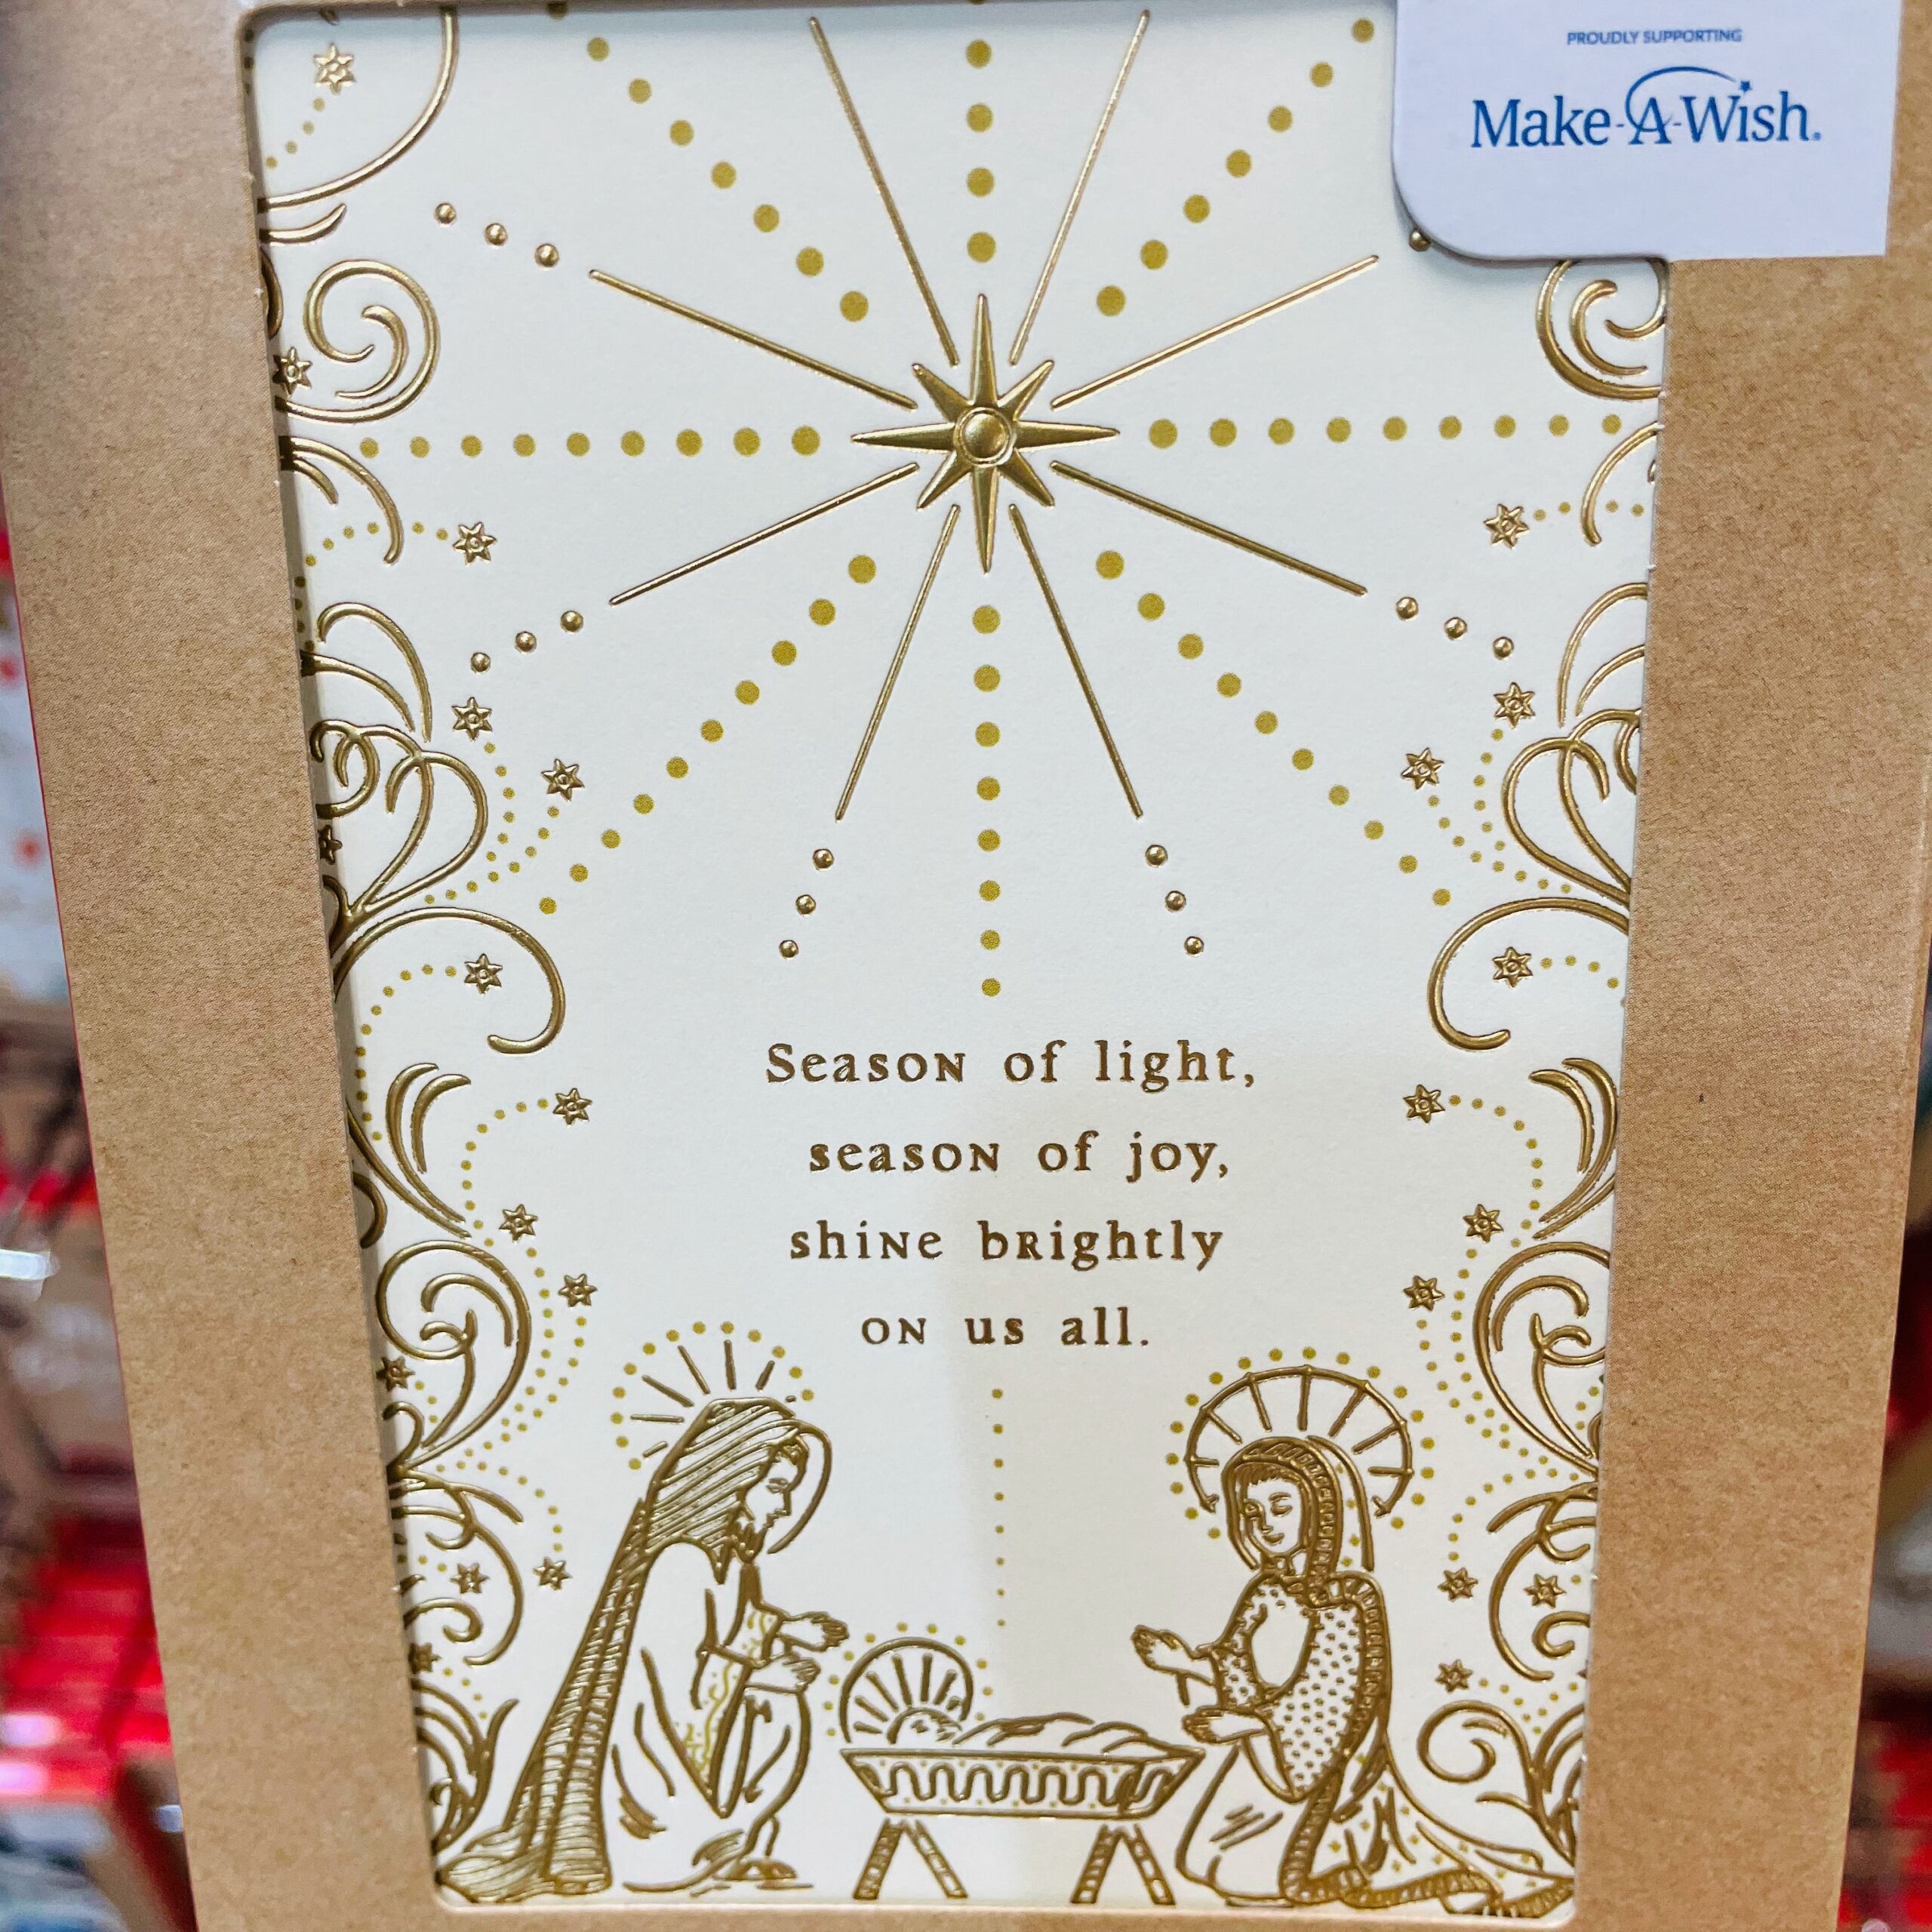 PROUDLY SUPPORTING
Make-A-Wish.
Season of light,
season of joy,
shine brightly
on us all.